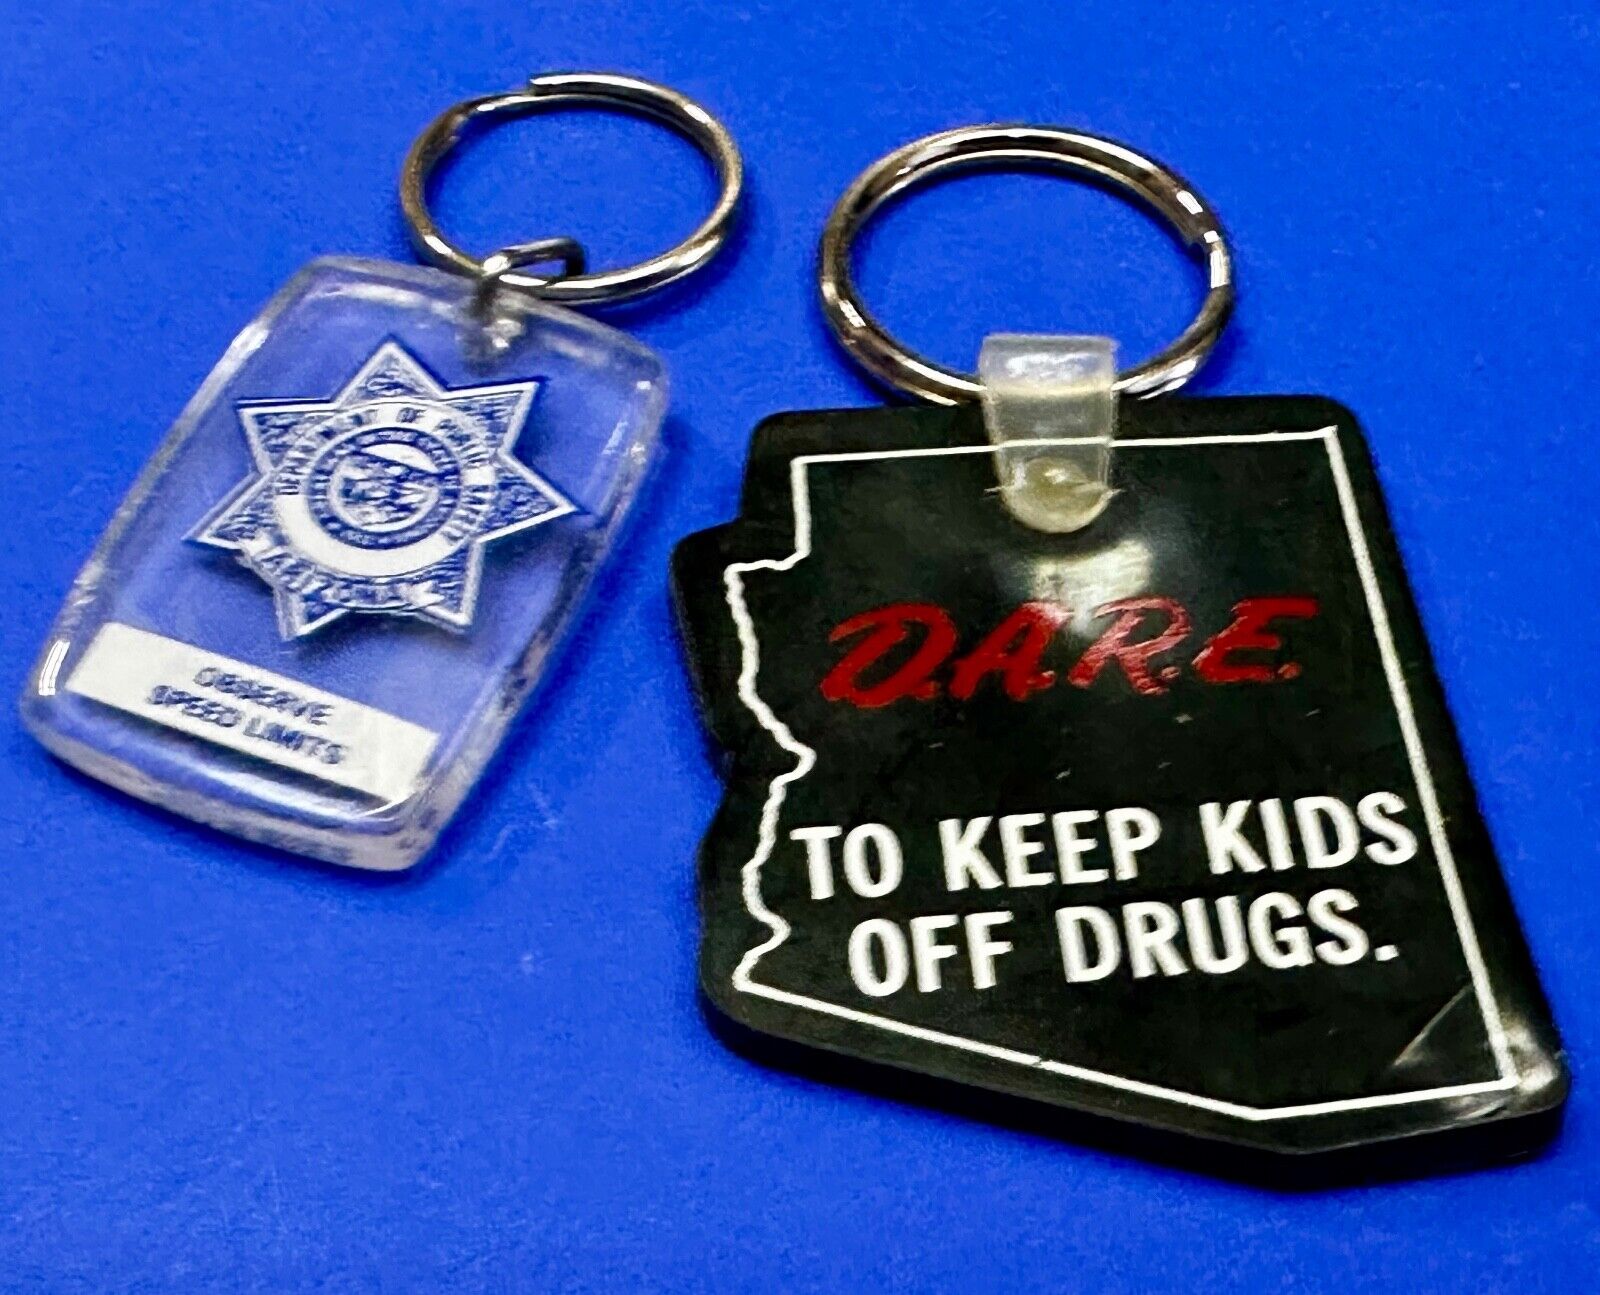 DEPARTMENT OF PUBLIC SAFETY
ARIZONA
OBSERVE
SPEED LIMITS
D.A.R.E.
TO KEEP KIDS
OFF DRUGS.